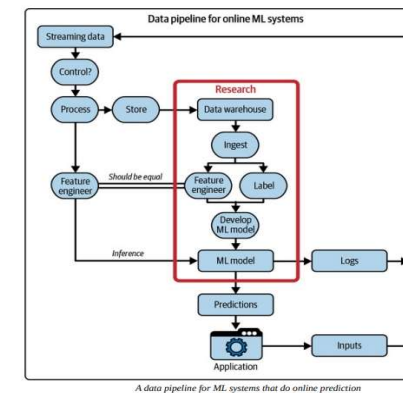 Data pipeline for online ML systems
Streaming data
Control?
Research
Process
Store
Data warehouse
Ingest
Feature
engineer
Should be equal
Feature
engineer
Label
Develop
ML model
Inference
ML model
Logs
Predictions
Application
Inputs
A data pipeline for ML systems that do online prediction